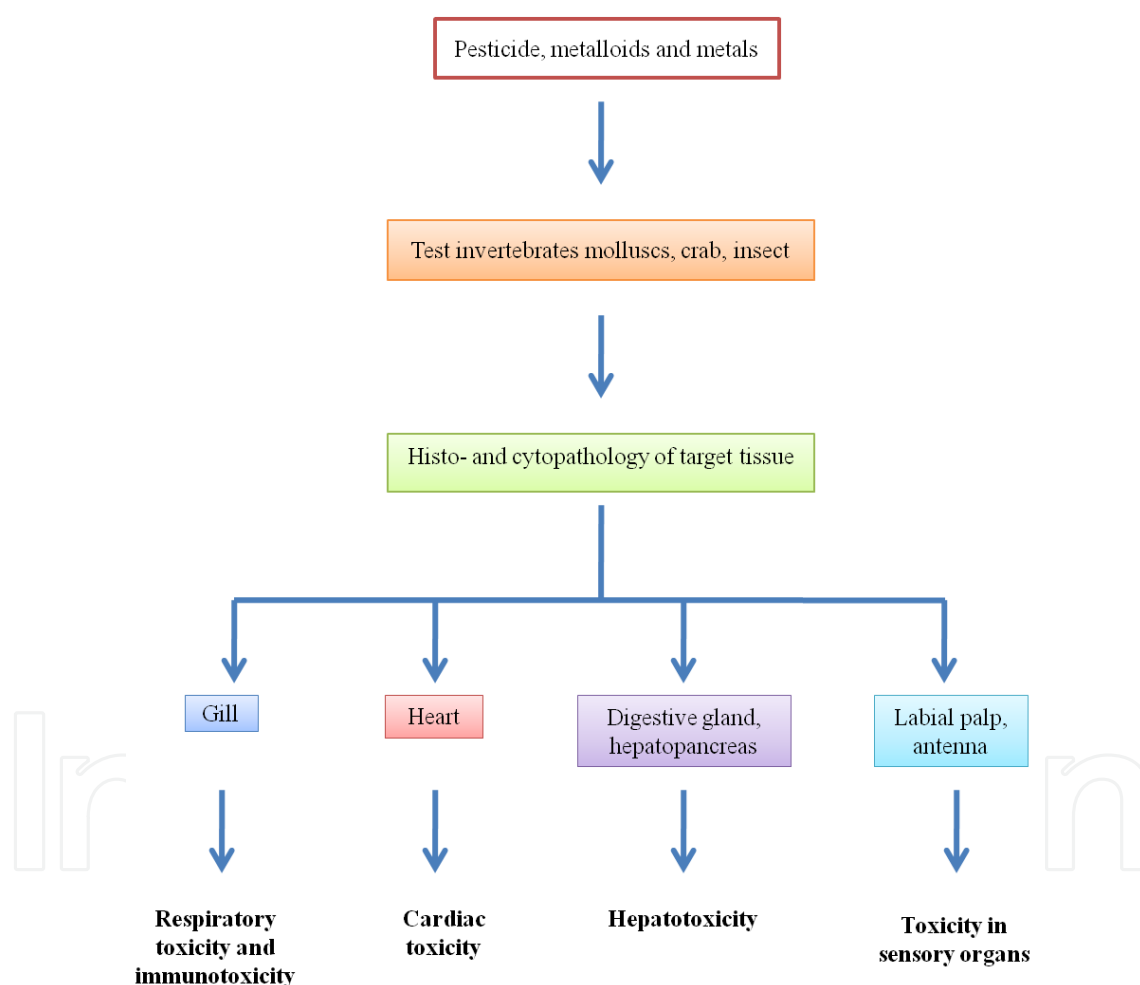 Pesticide, metalloids and metals
Test invertebrates molluscs, crab, insect
Histo- and cytopathology of target tissue
Gill
Heart
Digestive gland,
hepatopancreas
Labial palp,
antenna
Respiratory
toxicity and
immunotoxicity
Cardiac
toxicity
Hepatotoxicity
Toxicity in
sensory organs